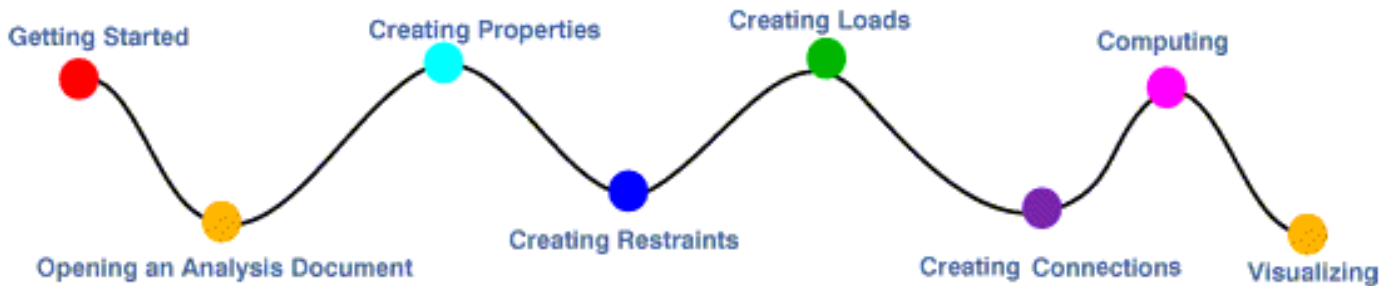 Getting Started
Opening an Analysis Document
Creating Properties
Creating Restraints
Creating Loads
Creating Connections
Computing
Visualizing